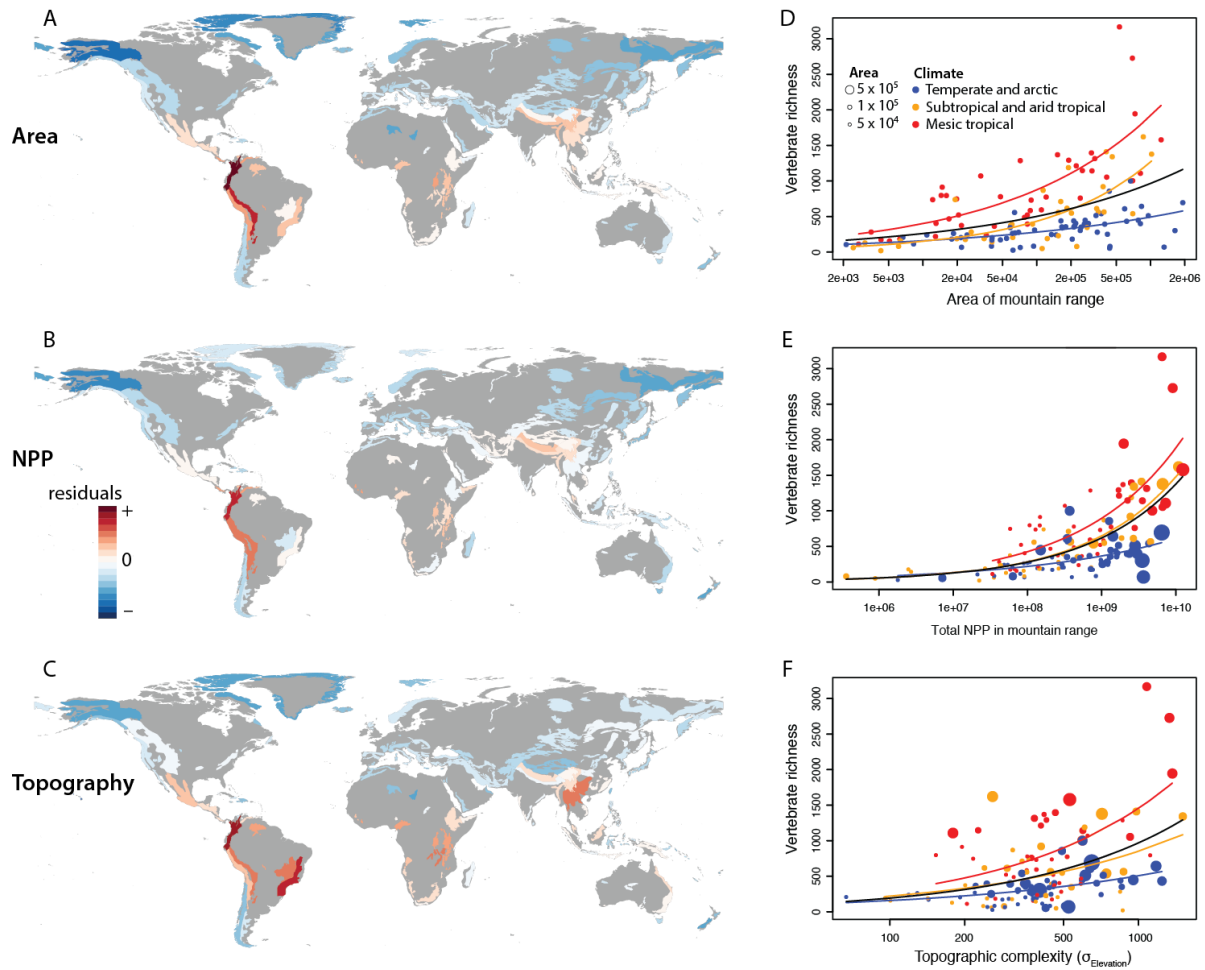 A
Area
B
NPP
residuals
+
0
–
C
Topography
D
Vertebrate richness
3000
2500
2000
1500
1000
500
0
Area
5 x 10⁵
1 x 10⁵
5 x 10⁴
Climate
Temperate and arctic
Subtropical and arid tropical
Mesic tropical
2e+03 5e+03 2e+04 5e+04 2e+05 5e+05 2e+06
Area of mountain range
E
Vertebrate richness
3000
2500
2000
1500
1000
500
0
1e+06 1e+07 1e+08 1e+09 1e+10
Total NPP in mountain range
F
Vertebrate richness
3000
2500
2000
1500
1000
500
0
100 200 500 1000
Topographic complexity (σElevation)